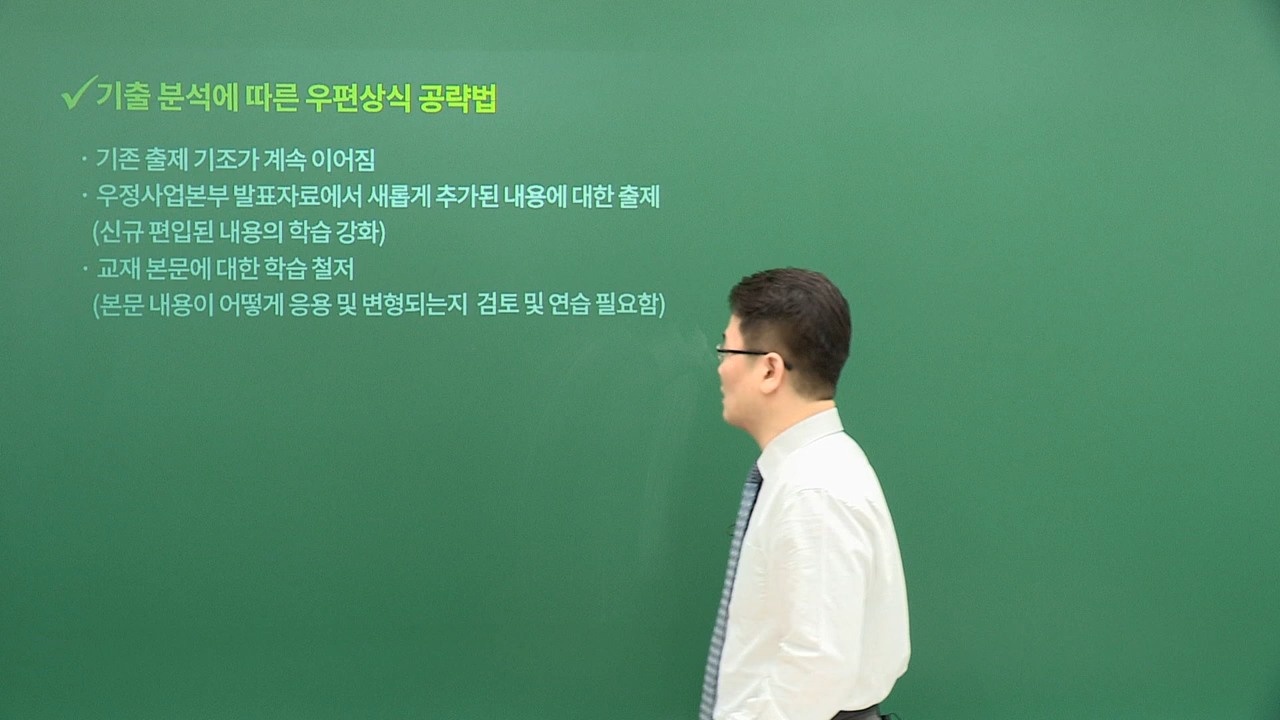 ✓기출 분석에 따른 우편상식 공략법
· 기존 출제 기조가 계속 이어짐
· 우정사업본부 발표자료에서 새롭게 추가된 내용에 대한 출제
(신규 편입된 내용의 학습 강화)
· 교재 본문에 대한 학습 철저
(본문 내용이 어떻게 응용 및 변형되는지 검토 및 연습 필요함)